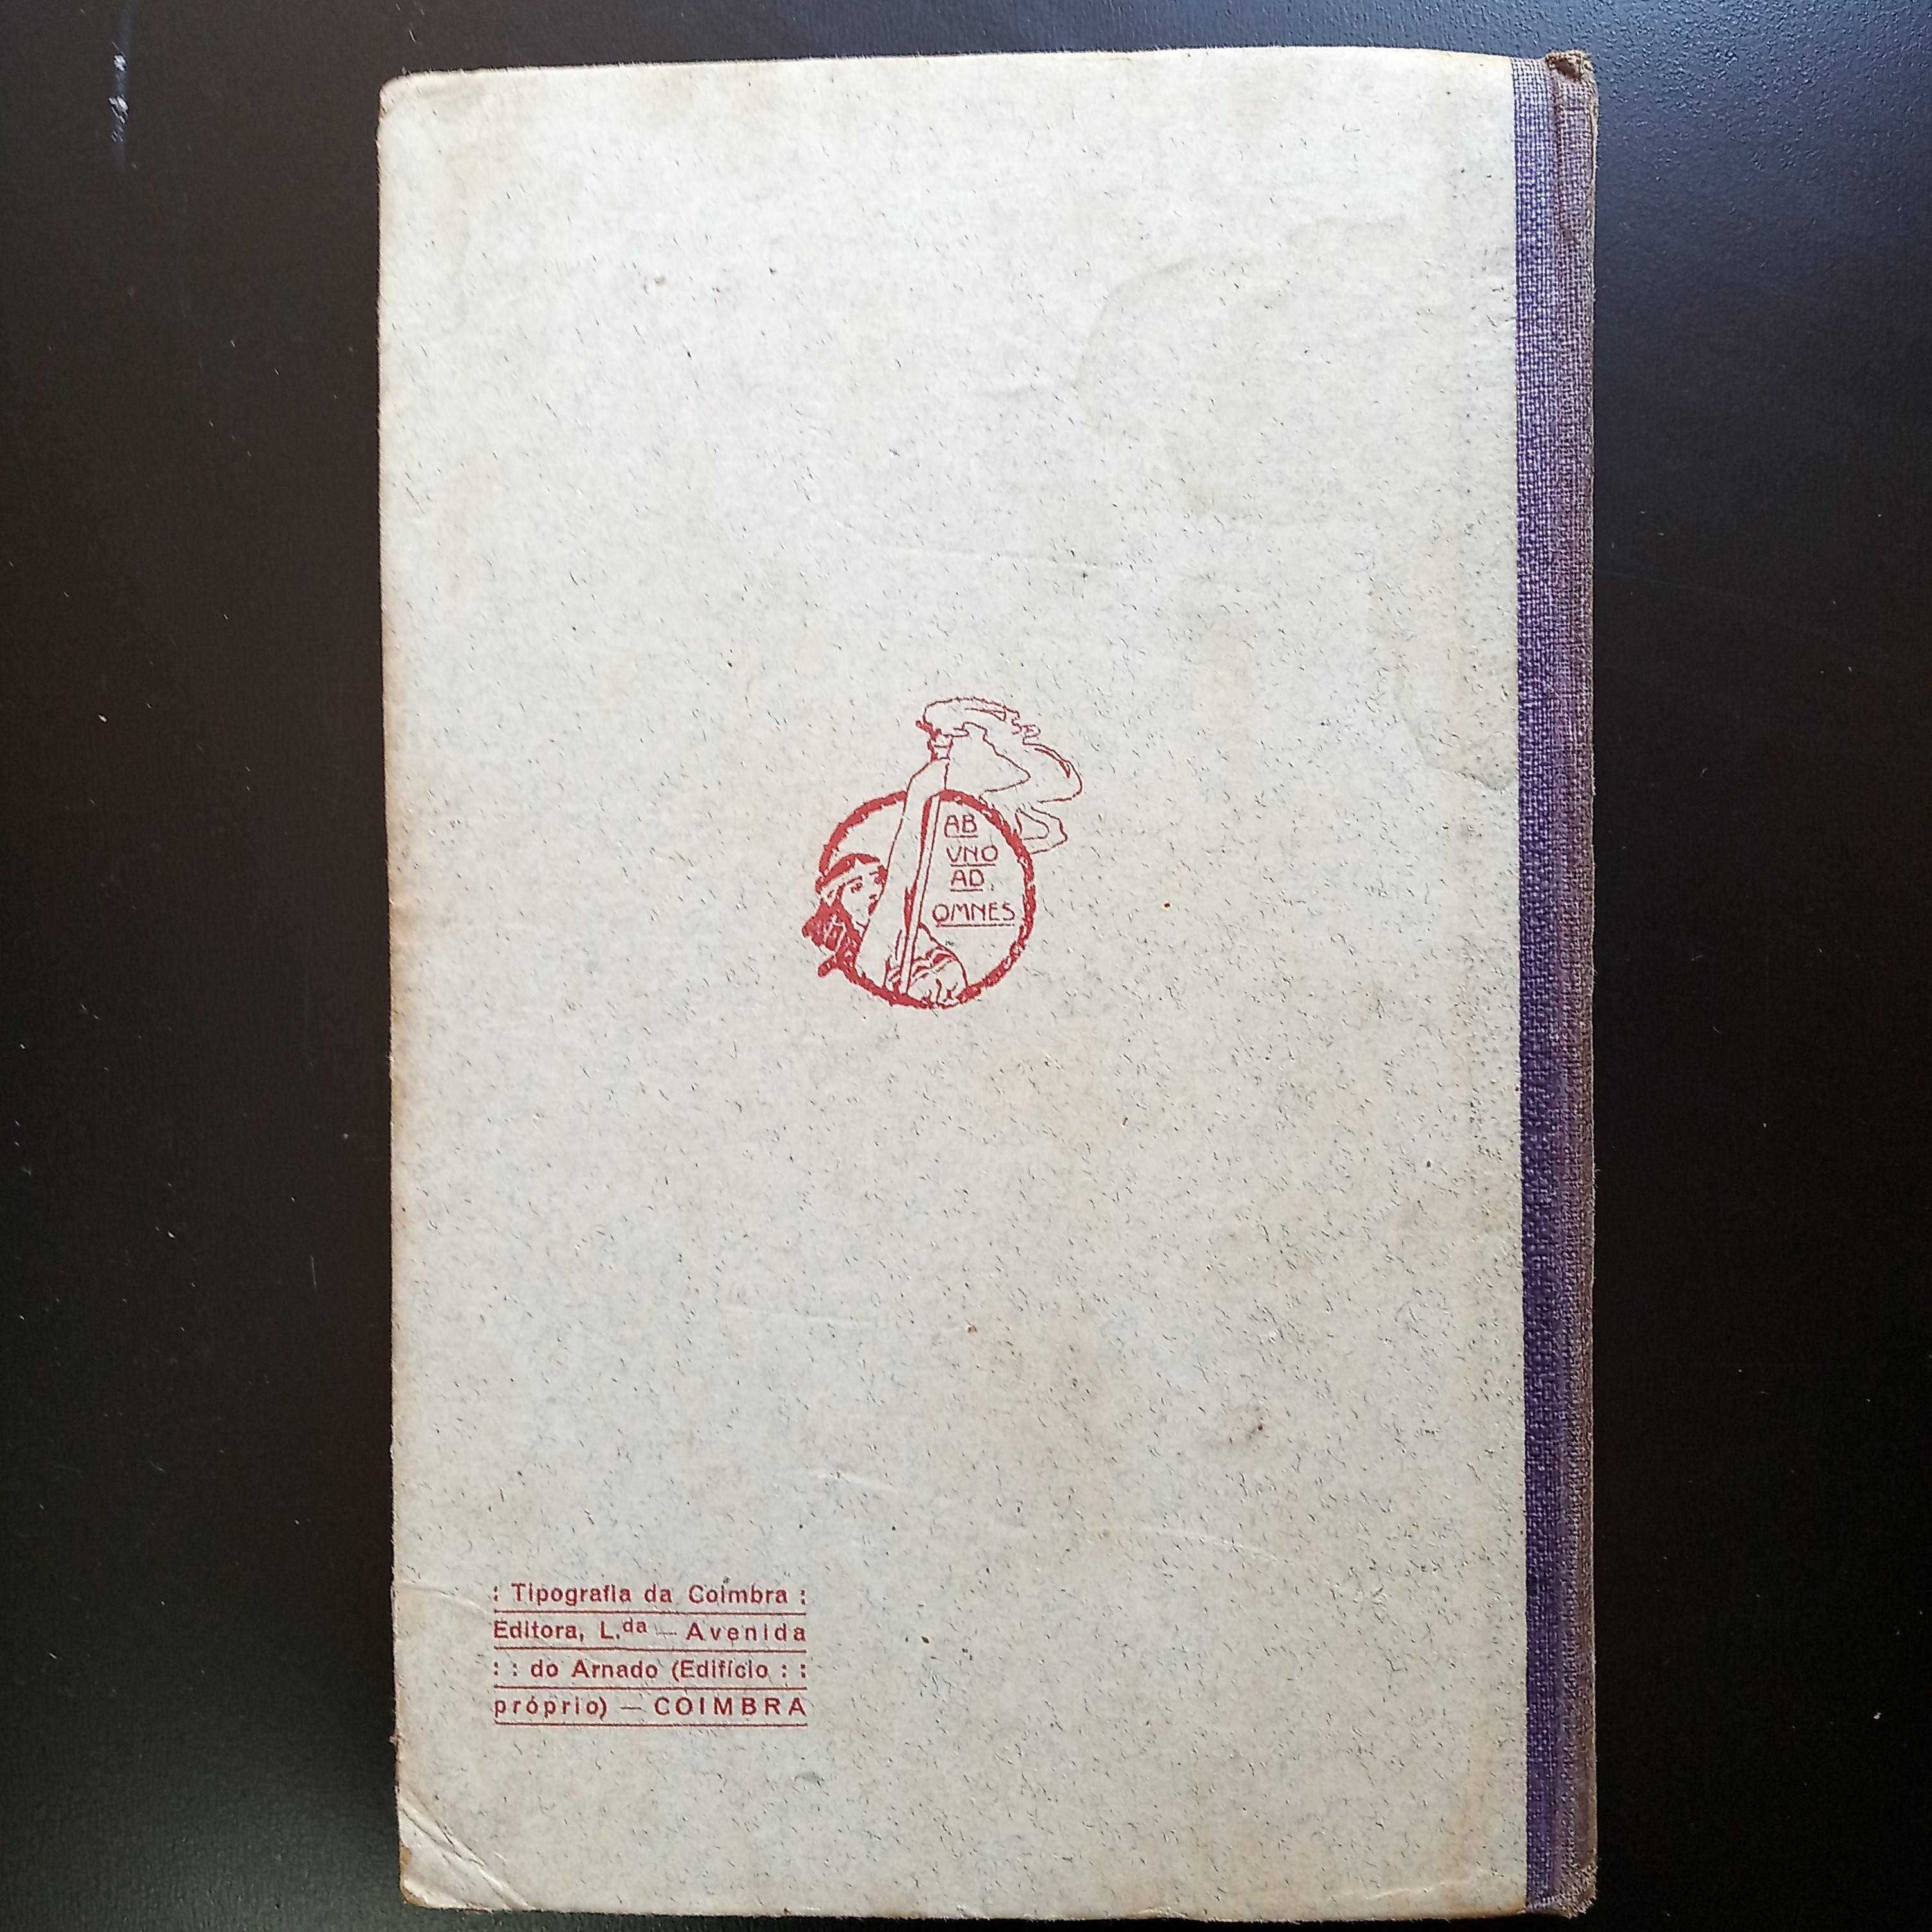 AB
VNO
AD
OMNES
: Tipografia da Coimbra :
Editora, L.da — Avenida
: : do Arnado (Edifício : :
próprio) — COIMBRA